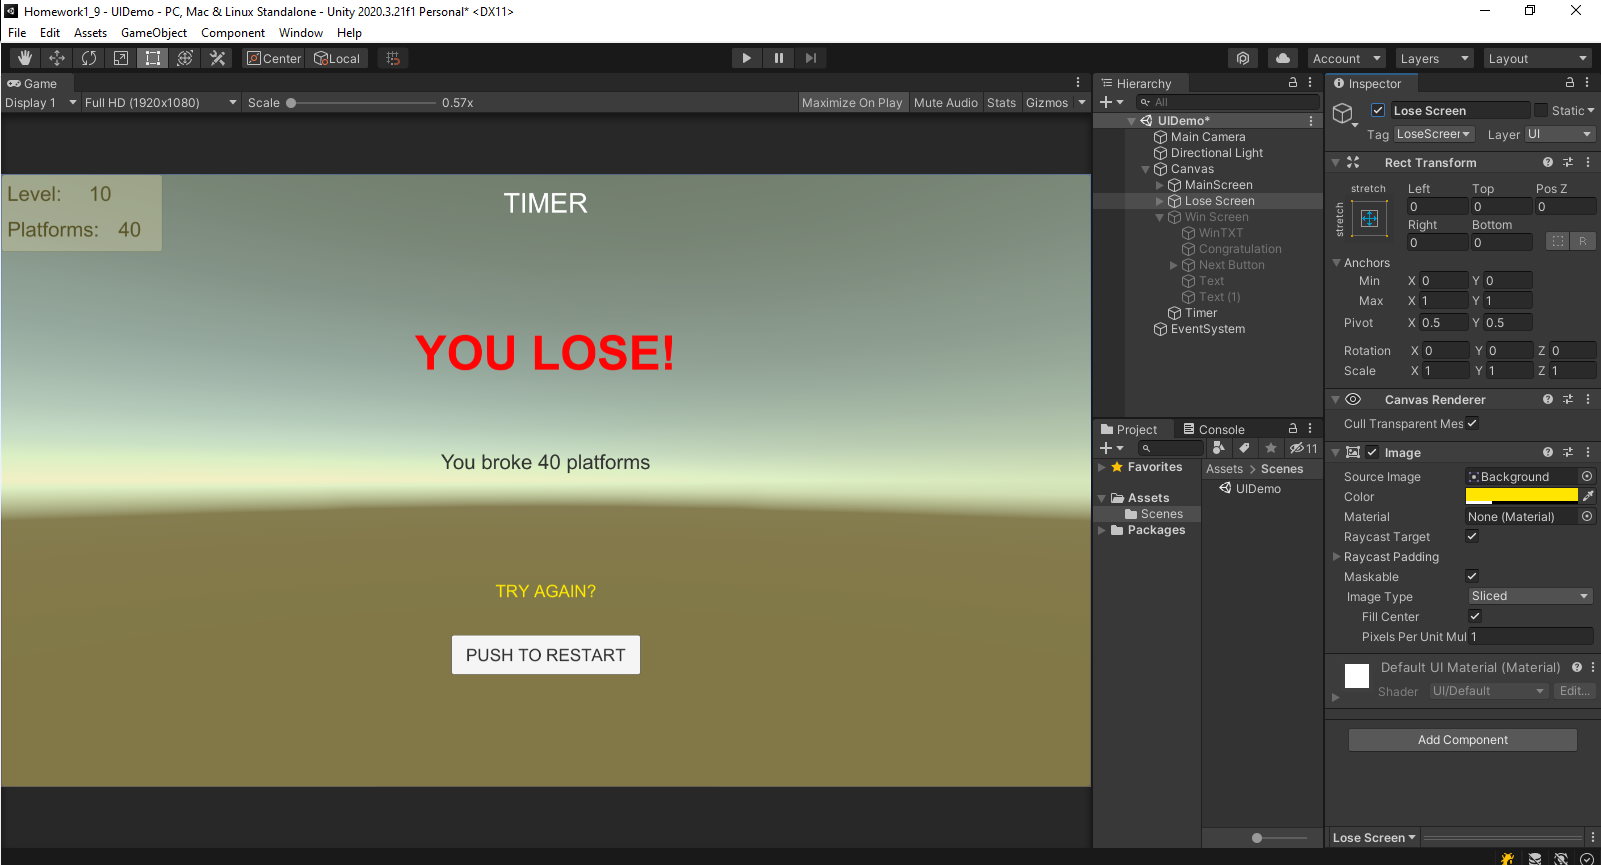 Homework1_9 - UIDemo - PC, Mac & Linux Standalone - Unity 2020.3.21f1 Personal* <DX11>
File Edit Assets GameObject Component Window Help
Center Local
Account Layers Layout
Game
Display 1 Full HD (1920x1080) Scale 0.57x Maximize On Play Mute Audio Stats Gizmos
Level: 10
Platforms: 40
TIMER
YOU LOSE!
You broke 40 platforms
TRY AGAIN?
PUSH TO RESTART
Hierarchy
All
UIDemo*
Main Camera
Directional Light
Canvas
MainScreen
Lose Screen
Win Screen
WinTXT
Congratulation
Next Button
Text
Text (1)
Timer
EventSystem
Project Console
11
Favorites
Assets
Scenes
Packages
Assets > Scenes
UIDemo
Inspector
Lose Screen Static
Tag LoseScreen Layer UI
Rect Transform
stretch
stretch
Left Top Pos Z
0 0 0
Right Bottom
0 0 R
Anchors
Min X 0 Y 0
Max X 1 Y 1
Pivot X 0.5 Y 0.5
Rotation X 0 Y 0 Z 0
Scale X 1 Y 1 Z 1
Canvas Renderer
Cull Transparent Mes
Image
Source Image Background
Color
Material None (Material)
Raycast Target
Raycast Padding
Maskable
Image Type Sliced
Fill Center
Pixels Per Unit Mul 1
Default UI Material (Material)
Shader UI/Default Edit...
Add Component
Lose Screen